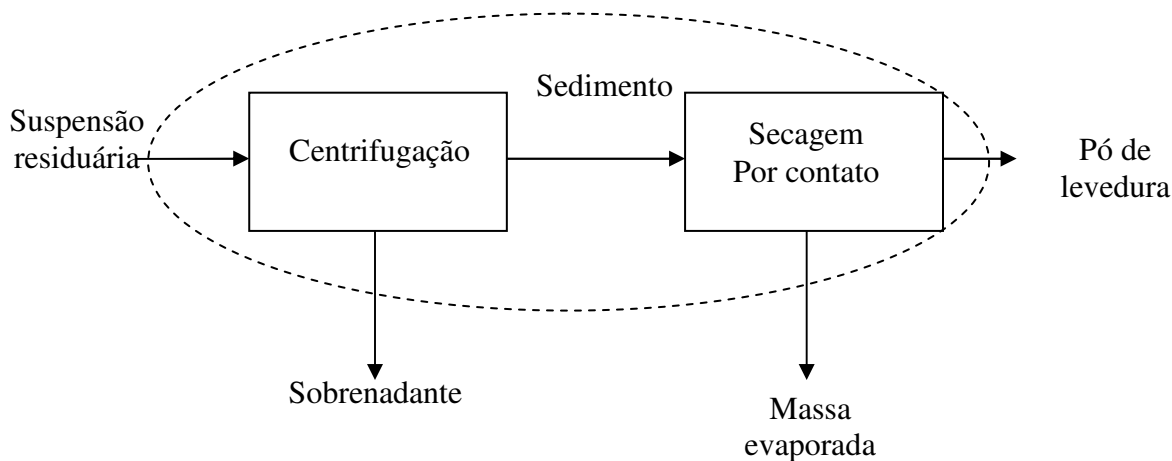 Suspensão
residuária
Centrifugação
Sedimento
Secagem
Por contato
Pó de
levedura
Sobrenadante
Massa
evaporada